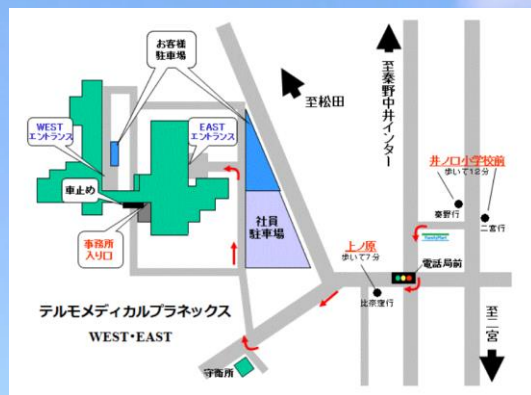 お客様
駐車場
至松田
至秦野中井インター
WEST
エントランス
EAST
エントランス
井ノ口小学校前
歩いて12分
秦野行
二宮行
車止め
FamilyMart
事務所
入り口
社員
駐車場
上ノ原
歩いて7分
電話局前
比奈窪行
テルモメディカルプラネックス
WEST・EAST
至二宮
守衛所